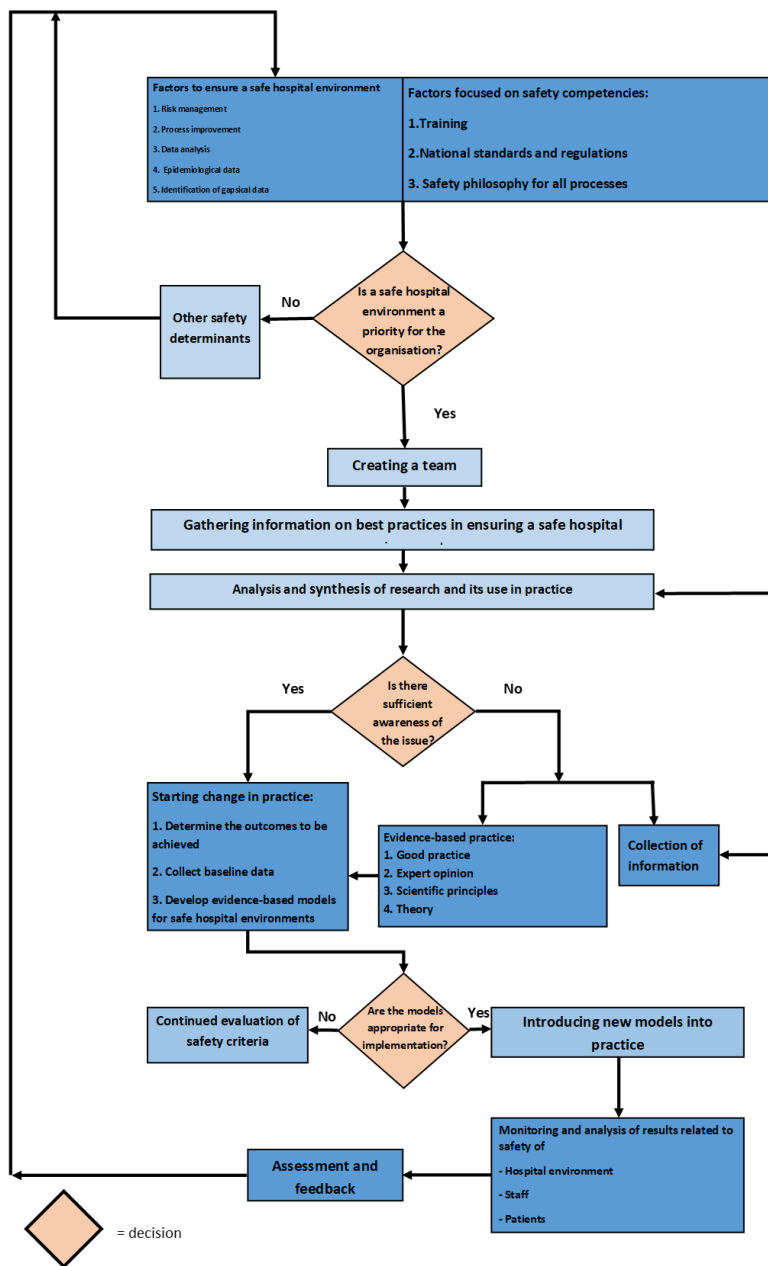 Factors to ensure a safe hospital environment
1. Risk management
2. Process improvement
3. Data analysis
4. Epidemiological data
5. Identification of gapsical data
Factors focused on safety competencies:
1.Training
2.National standards and regulations
3. Safety philosophy for all processes
Is a safe hospital
environment a
priority for the
organisation?
No
Other safety
determinants
Yes
Creating a team
Gathering information on best practices in ensuring a safe hospital
Analysis and synthesis of research and its use in practice
Is there
sufficient
awareness of
the issue?
Yes
No
Starting change in practice:
1. Determine the outcomes to be
achieved
2. Collect baseline data
3. Develop evidence-based models
for safe hospital environments
Evidence-based practice:
1. Good practice
2. Expert opinion
3. Scientific principles
4. Theory
Collection of
information
Are the models
appropriate for
implementation?
No
Yes
Continued evaluation of
safety criteria
Introducing new models into
practice
Monitoring and analysis of results related to
safety of
- Hospital environment
- Staff
- Patients
Assessment and
feedback
= decision